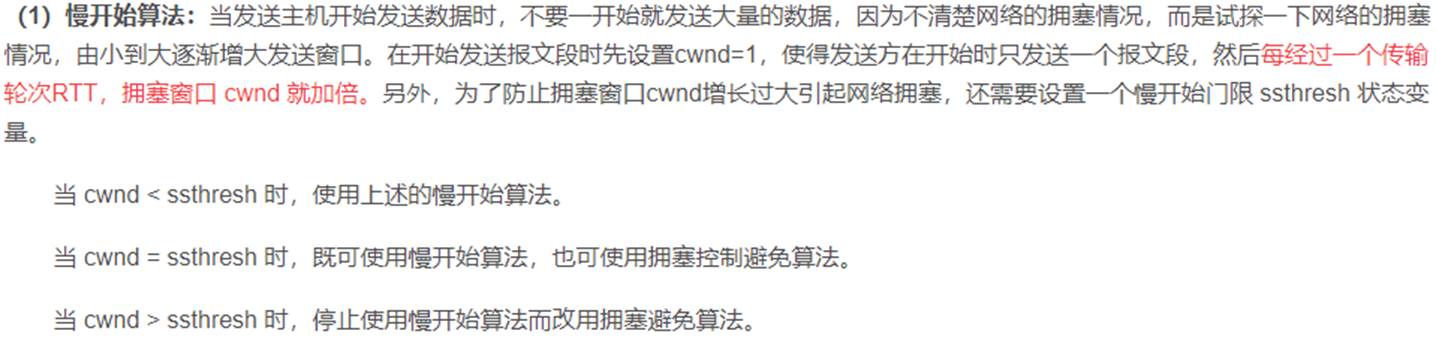 （1）慢开始算法：当发送主机开始发送数据时，不要一开始就发送大量的数据，因为不清楚网络的拥塞情况，而是试探一下网络的拥塞
情况，由小到大逐渐增大发送窗口。在开始发送报文段时先设置cwnd=1，使得发送方在开始时只发送一个报文段，然后每经过一个传输
轮次RTT，拥塞窗口 cwnd 就加倍。另外，为了防止拥塞窗口cwnd增长过大引起网络拥塞，还需要设置一个慢开始门限 ssthresh 状态变
量。
当 cwnd < ssthresh 时，使用上述的慢开始算法。
当 cwnd = ssthresh 时，既可使用慢开始算法，也可使用拥塞控制避免算法。
当 cwnd > ssthresh 时，停止使用慢开始算法而改用拥塞避免算法。